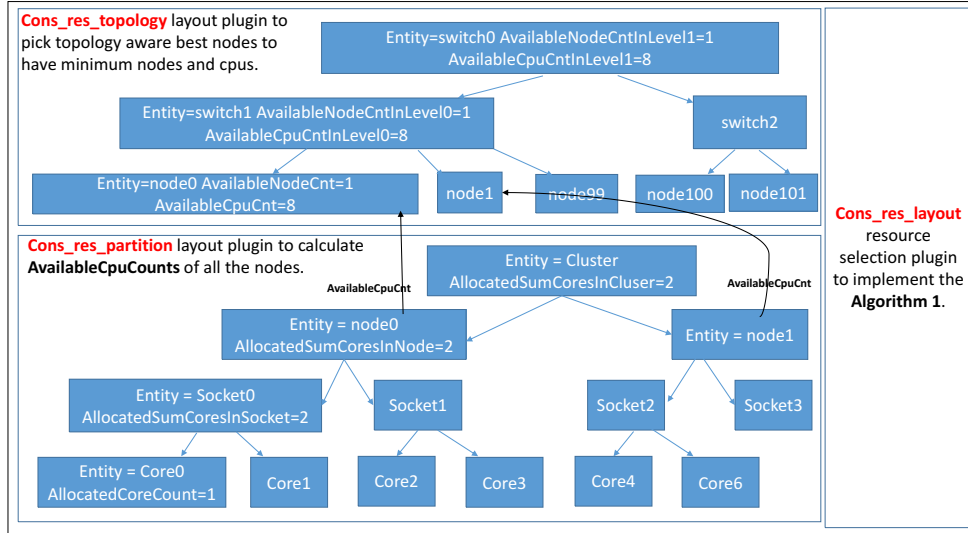 Cons_res_topology layout plugin to
pick topology aware best nodes to
have minimum nodes and cpus.
Entity=switch0 AvailableNodeCntInLevel1=1
AvailableCpuCntInLevel1=8
Entity=switch1 AvailableNodeCntInLevel0=1
AvailableCpuCntInLevel0=8
switch2
Entity=node0 AvailableNodeCnt=1
AvailableCpuCnt=8
node1
node99
node100
node101
Cons_res_partition layout plugin to calculate
AvailableCpuCounts of all the nodes.
Entity = Cluster
AllocatedSumCoresInCluser=2
AvailableCpuCnt
AvailableCpuCnt
Entity = node0
AllocatedSumCoresInNode=2
Entity = node1
Entity = Socket0
AllocatedSumCoresInSocket=2
Socket1
Socket2
Socket3
Entity = Core0
AllocatedCoreCount=1
Core1
Core2
Core3
Core4
Core6
Cons_res_layout
resource
selection plugin
to implement the
Algorithm 1.